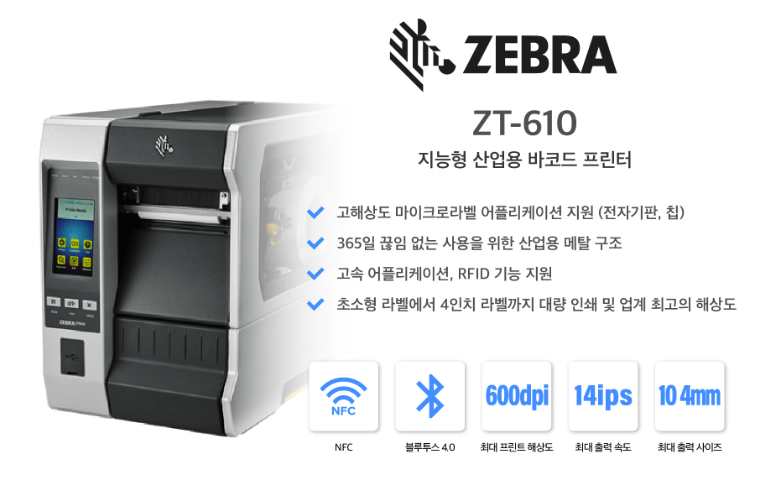 ZEBRA
ZT-610
지능형 산업용 바코드 프린터
고해상도 마이크로라벨 어플리케이션 지원 (전자기판, 칩)
365일 끊임 없는 사용을 위한 산업용 메탈 구조
고속 어플리케이션, RFID 기능 지원
초소형 라벨에서 4인치 라벨까지 대량 인쇄 및 업계 최고의 해상도
ZEBRA
NFC
600dpi
14ips
104mm
NFC
블루투스 4.0
최대 프린트 해상도
최대 출력 속도
최대 출력 사이즈